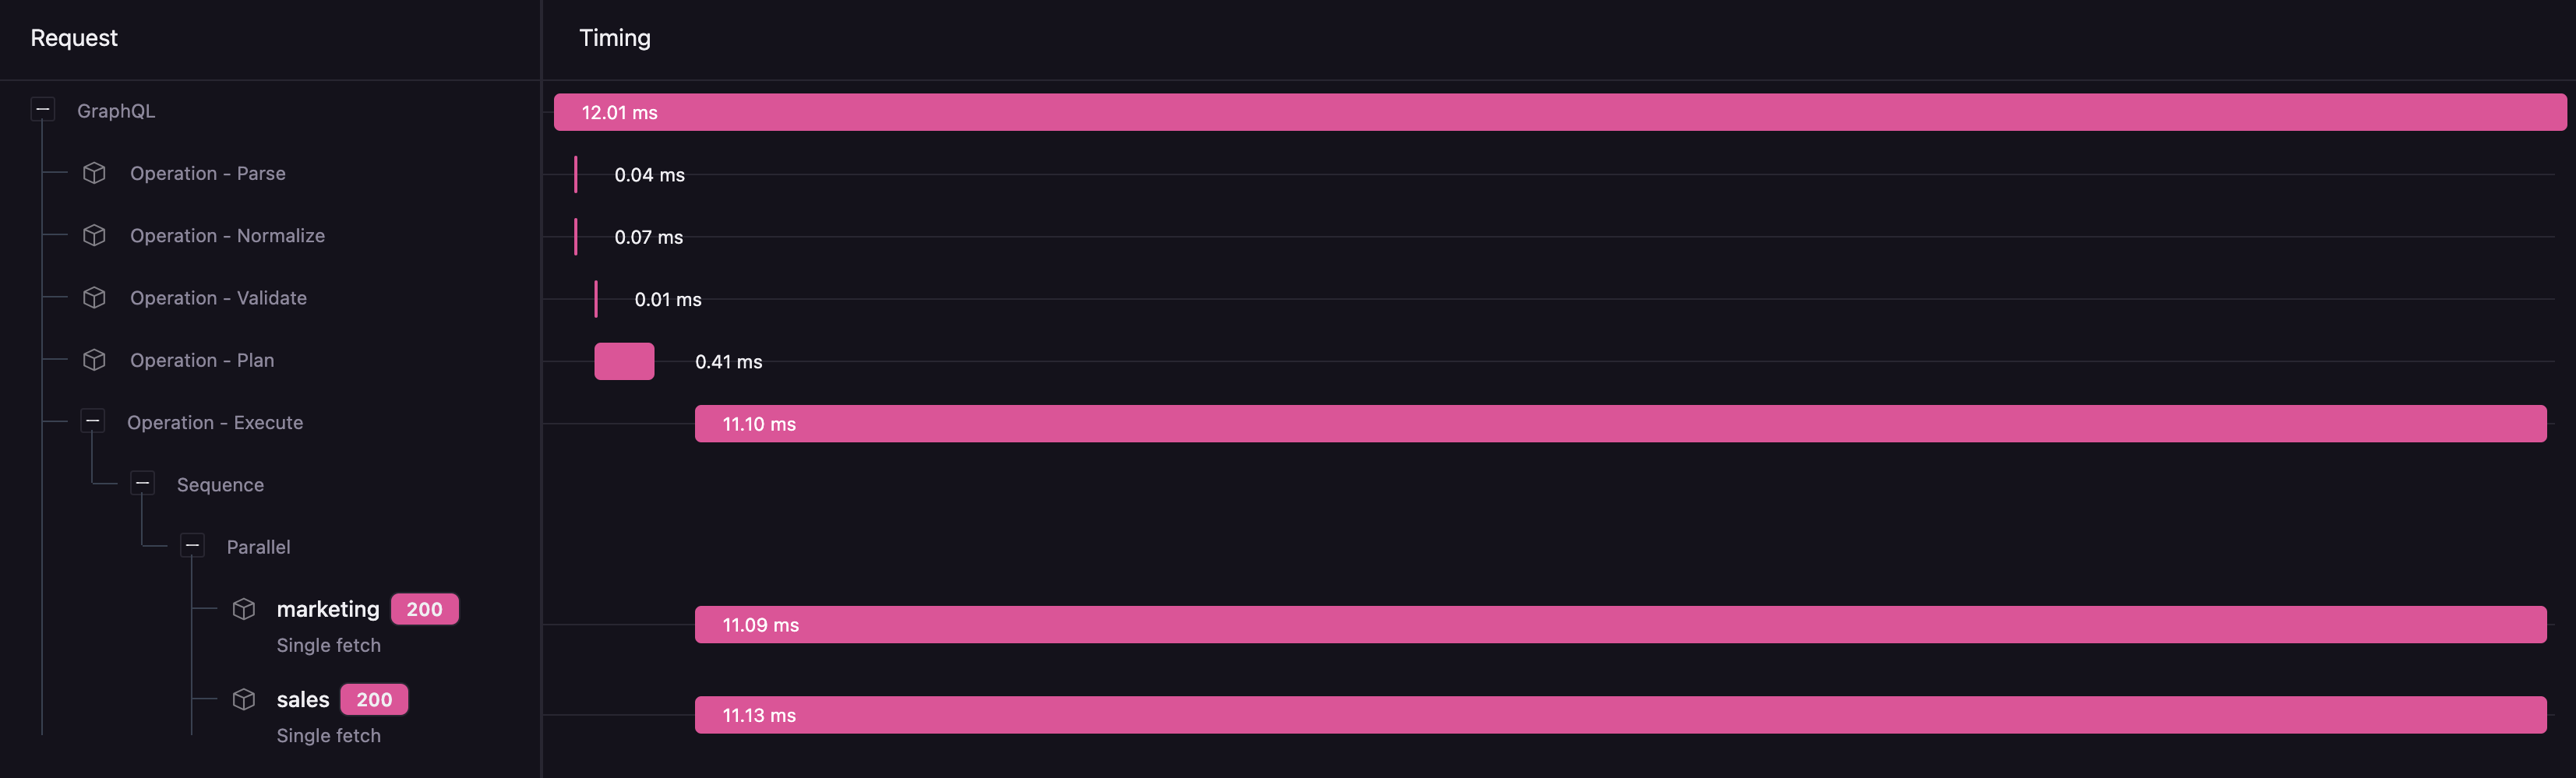 Request
Timing
GraphQL
12.01 ms
Operation - Parse
0.04 ms
Operation - Normalize
0.07 ms
Operation - Validate
0.01 ms
Operation - Plan
0.41 ms
Operation - Execute
11.10 ms
Sequence
Parallel
marketing 200
11.09 ms
Single fetch
sales 200
11.13 ms
Single fetch